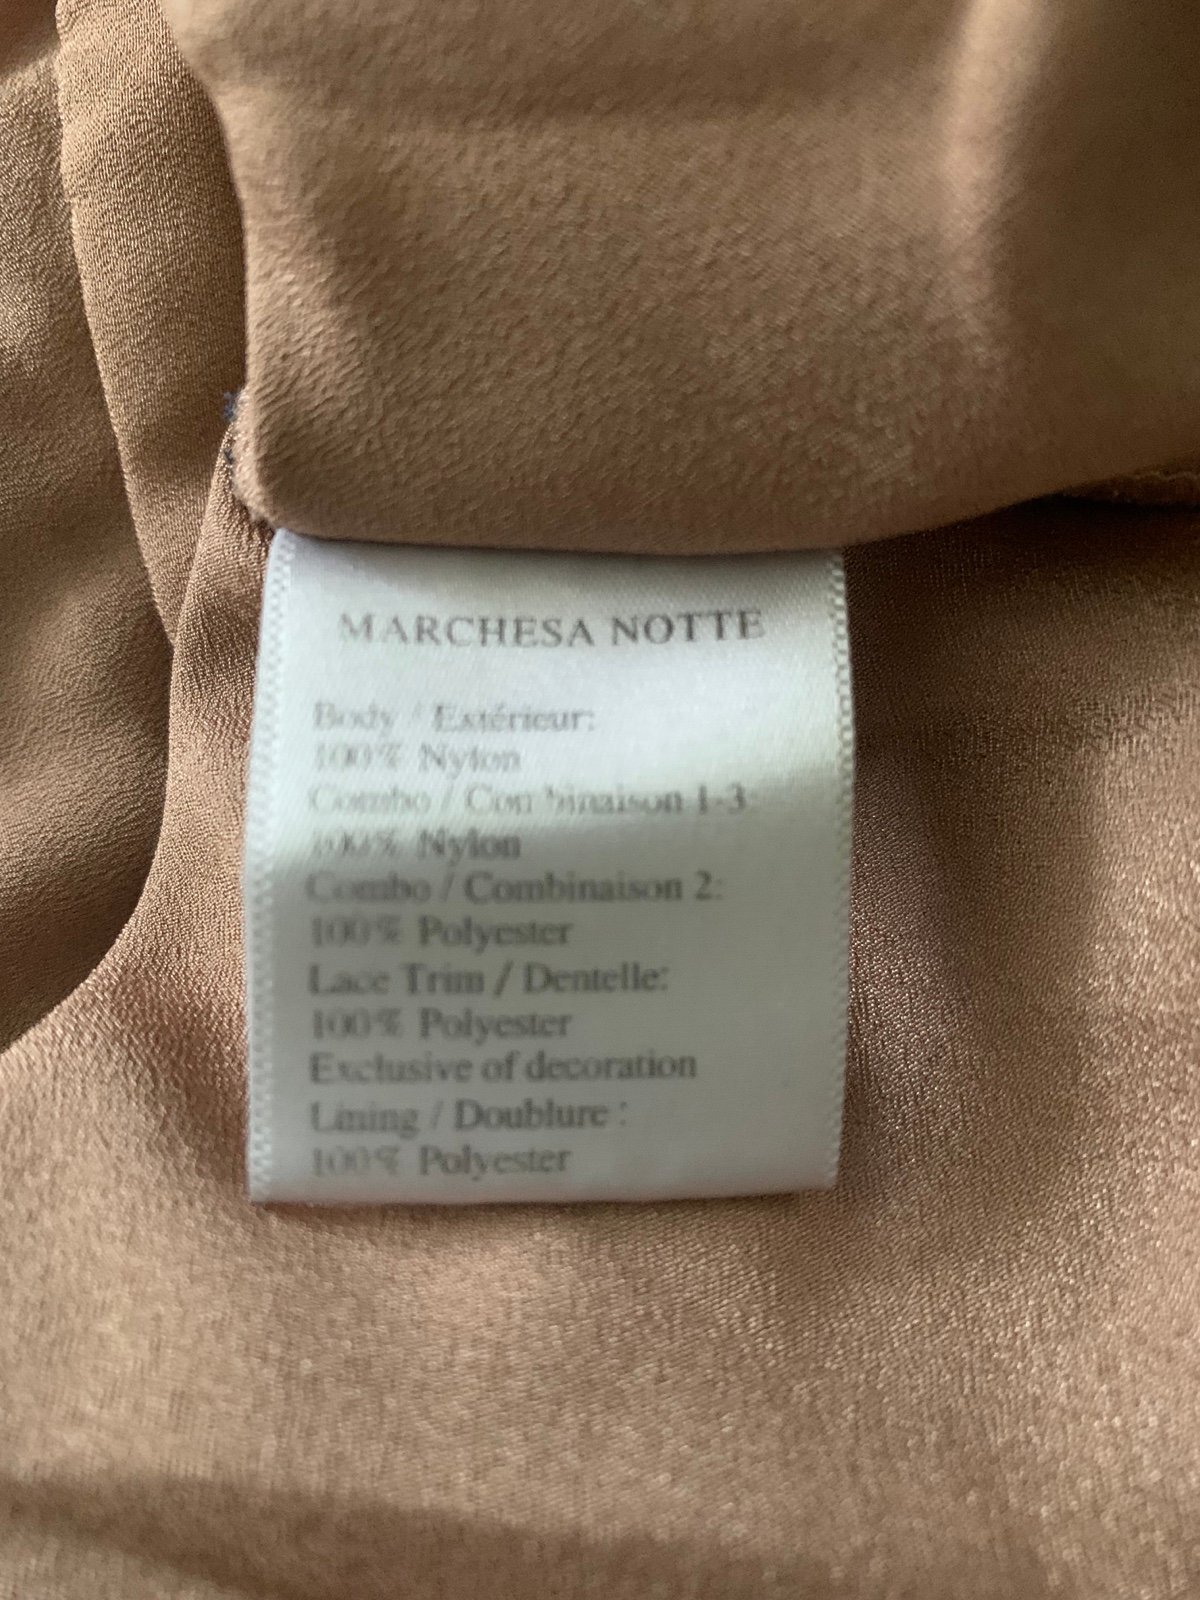 MARCHESA NOTTE
Body / Extérieur:
100% Nylon
Combo / Combinaison 1-3:
100% Nylon
Combo / Combinaison 2:
100% Polyester
Lace Trim / Dentelle:
100% Polyester
Exclusive of decoration
Lining / Doublure :
100% Polyester